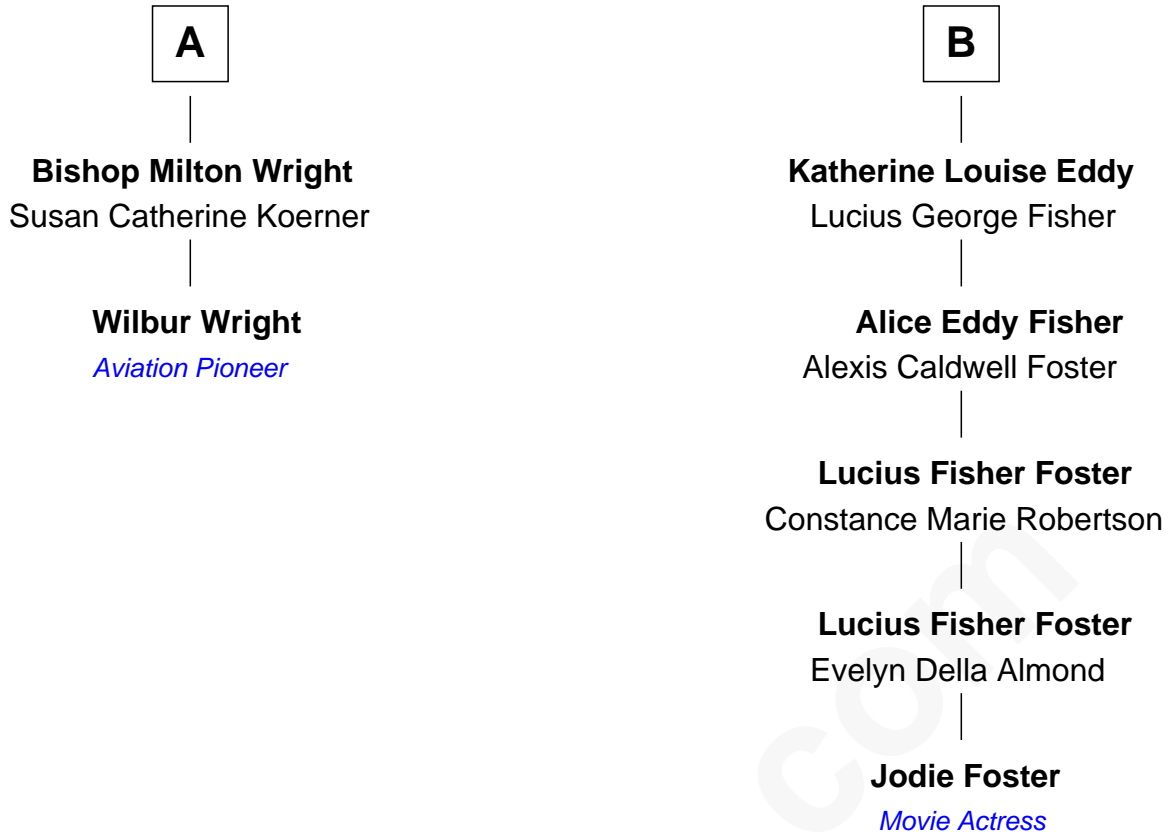 A
Bishop Milton Wright
Susan Catherine Koerner
Wilbur Wright
Aviation Pioneer
B
Katherine Louise Eddy
Lucius George Fisher
Alice Eddy Fisher
Alexis Caldwell Foster
Lucius Fisher Foster
Constance Marie Robertson
Lucius Fisher Foster
Evelyn Della Almond
Jodie Foster
Movie Actress
com